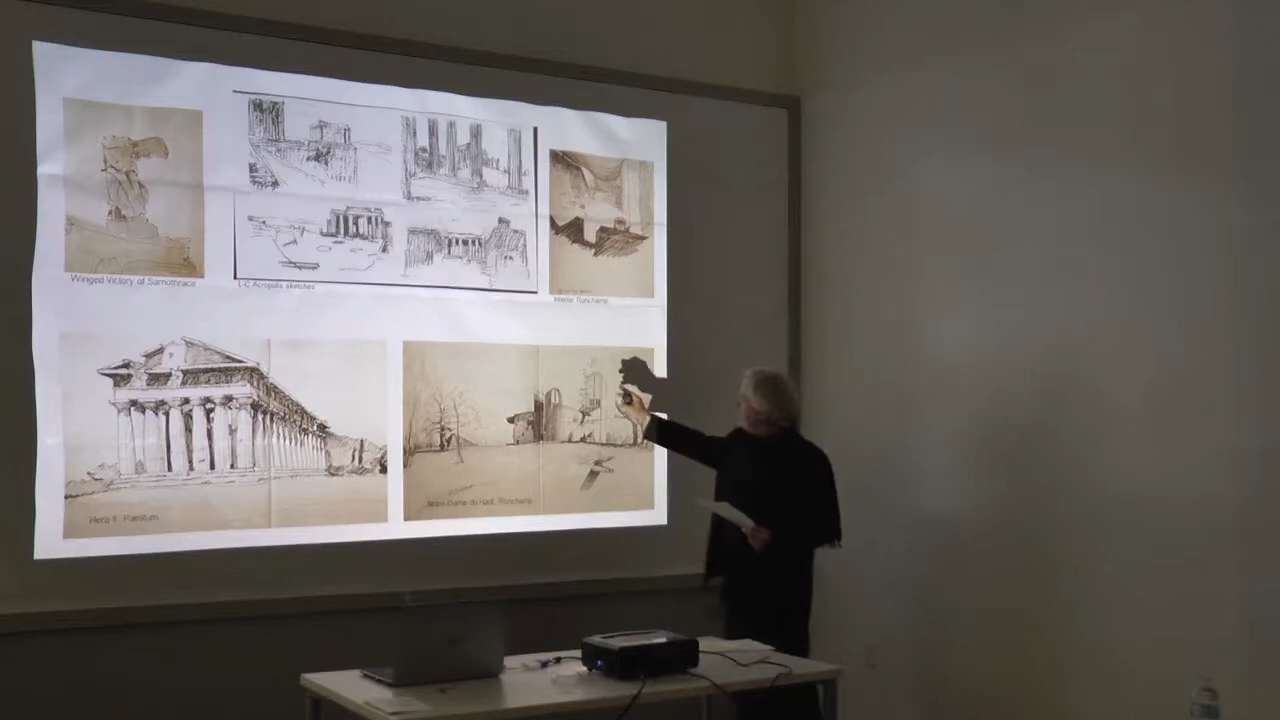 Winged Victory of Samothrace
L-C Acropolis sketches
Interior Ronchamp
Hera II, Paestum
Notre-Dame du Haut, Ronchamp